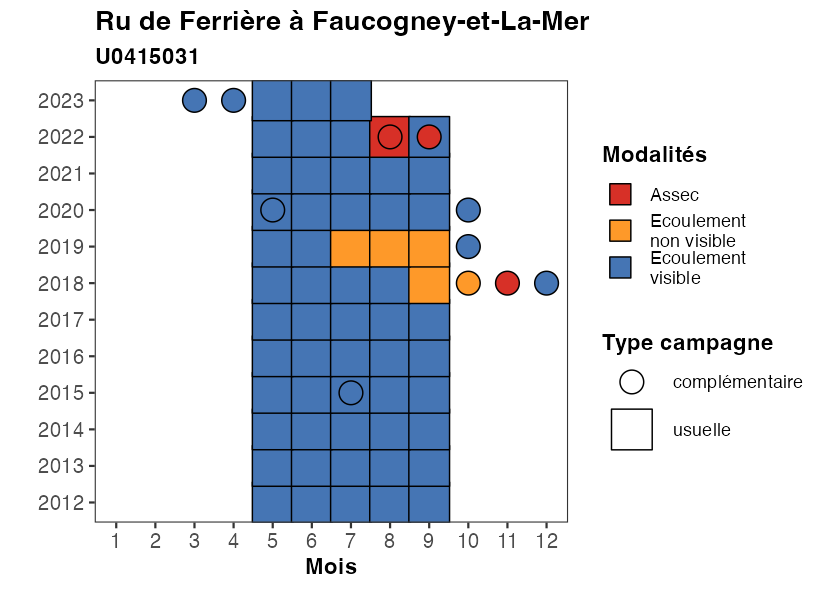 Ru de Ferrière à Faucogney-et-La-Mer
U0415031
2023
2022
2021
2020
2019
2018
2017
2016
2015
2014
2013
2012
1 2 3 4 5 6 7 8 9 10 11 12
Mois
Modalités
Assec
Ecoulement
non visible
Ecoulement
visible
Type campagne
complémentaire
usuelle